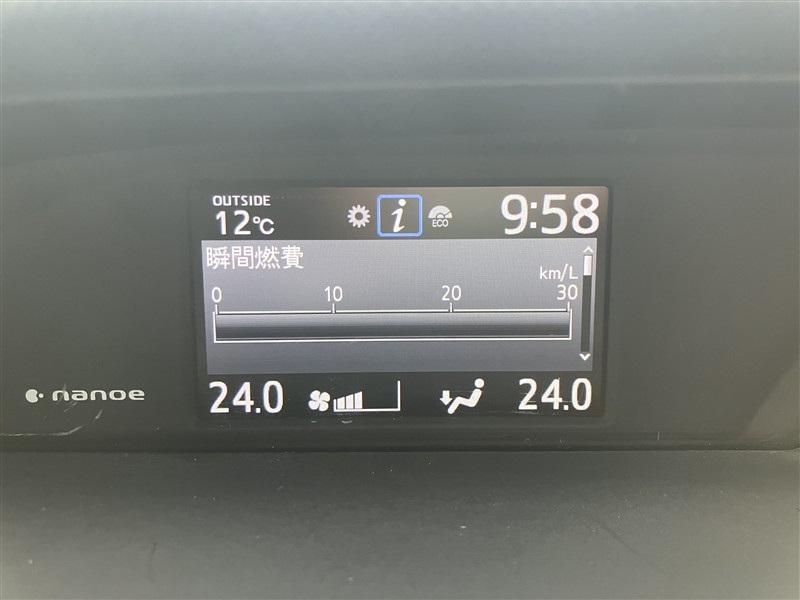 OUTSIDE
12℃ i ECO 9:58
瞬間燃費
km/L
0 10 20 30
nanoe 24.0 24.0